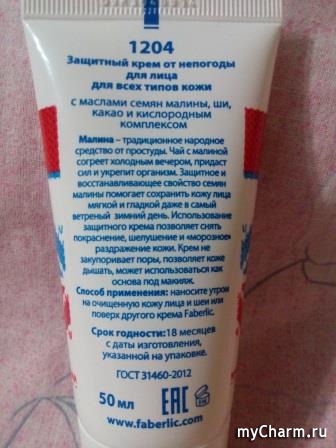 1204
Защитный крем от непогоды
для лица
для всех типов кожи
с маслами семян малины, ши,
какао и кислородным
комплексом
Малина – традиционное народное
средство от простуды. Чай с малиной
согреет холодным вечером, придаст
сил и укрепит организм. Защитное и
восстанавливающее свойство семян
малины помогает сохранить кожу лица
мягкой и гладкой даже в самый
ветреный зимний день. Использование
защитного крема позволяет снять
покраснение, шелушение и «морозное»
раздражение кожи. Крем не
закупоривает поры, позволяет коже
дышать, может использоваться как
основа под макияж.
Способ применения: наносите утром
на очищенную кожу лица и шеи или
поверх другого крема Faberlic.
Срок годности: 18 месяцев
с даты изготовления,
указанной на упаковке.
ГОСТ 31460-2012
50 мл EAC
www.faberlic.com
myCharm.ru